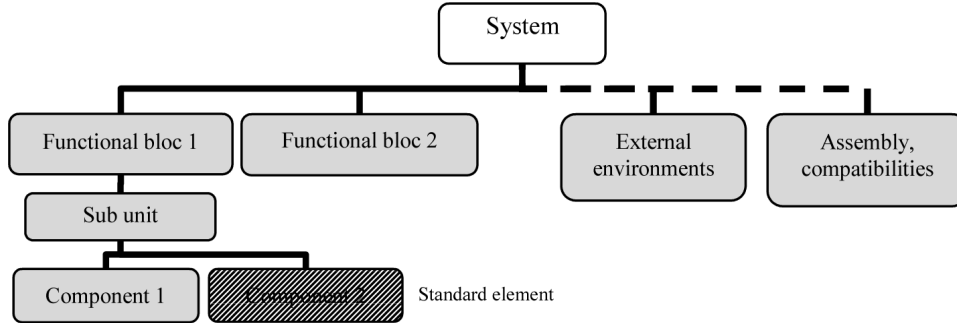 System
Functional bloc 1
Functional bloc 2
External
environments
Assembly,
compatibilities
Sub unit
Component 1
Component 2
Standard element